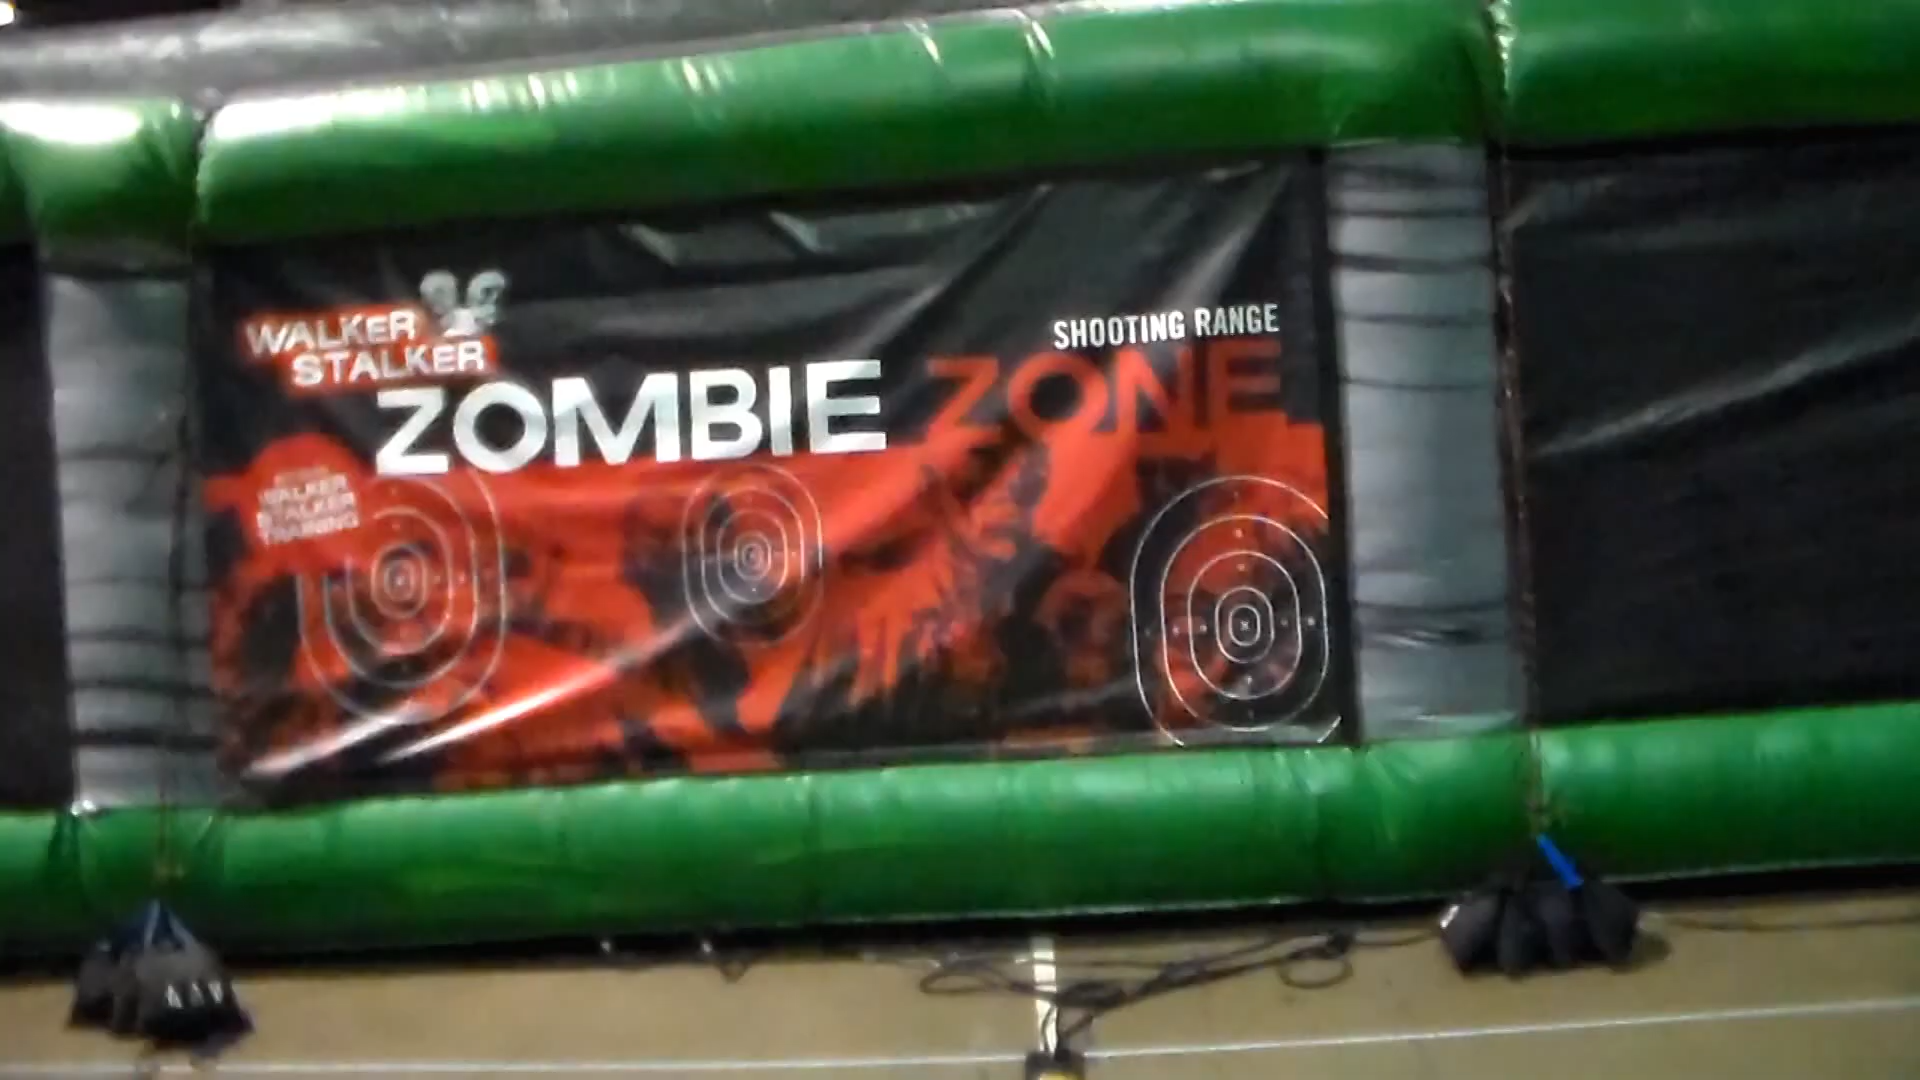 WALKER
STALKER
SHOOTING RANGE
ZOMBIE ZONE
WALKER
STALKER
TRAINING